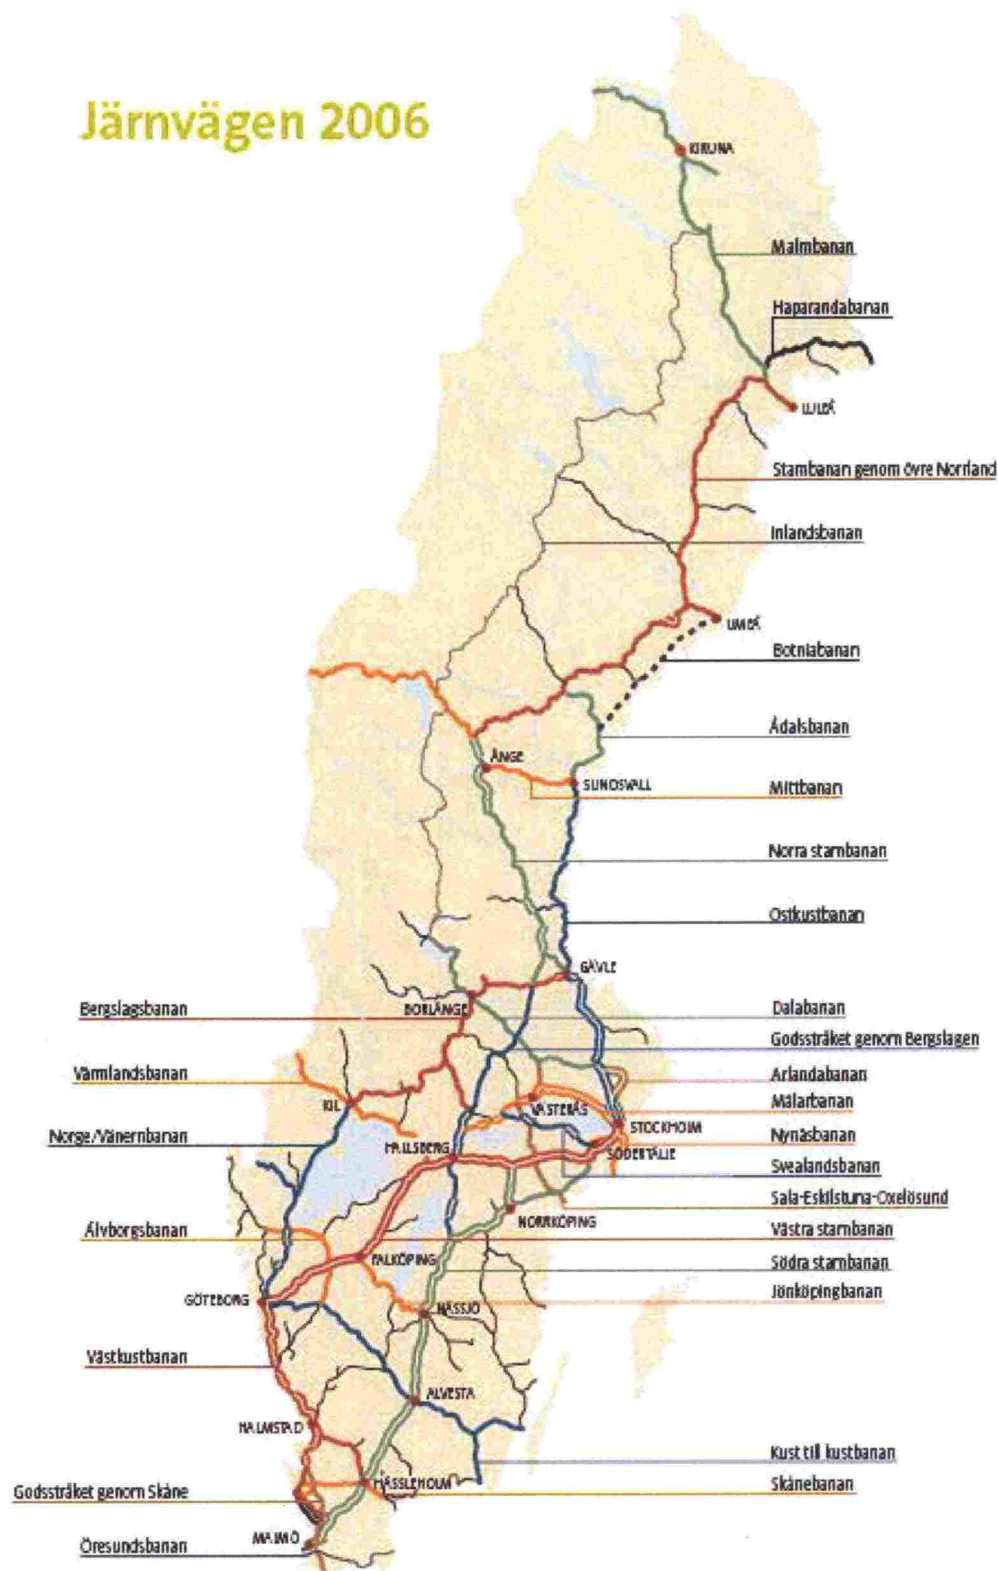 Järnvägen 2006
KIRUNA
Malmbanan
Haparandabanan
LULEÅ
Stambanan genom övre Norrland
Inlandsbanan
UMEÅ
Botniabanan
Ådalsbanan
ÅNGE
SUNDSVALL
Mittbanan
Norra stambanan
Ostkustbanan
GÄVLE
Bergslagsbanan
BORLÄNGE
Dalabanan
Godsstråket genom Bergslagen
Värmlandsbanan
Arlandabanan
KIL
VÄSTERÅS
Mälarbanan
STOCKHOLM
Norge/Vänernbanan
HALLSBERG
SÖDERTÄLJE
Nynäsbanan
Svealandsbanan
Sala-Eskilstuna-Oxelösund
NORRKÖPING
Älvborgsbanan
Västra stambanan
FALKÖPING
Södra stambanan
GÖTEBORG
NÄSSJÖ
Jönköpingbanan
Västkustbanan
ALVESTA
HALMSTAD
Kust till kustbanan
HÄSSLEHOLM
Skånebanan
Godsstråket genom Skåne
MALMÖ
Öresundsbanan